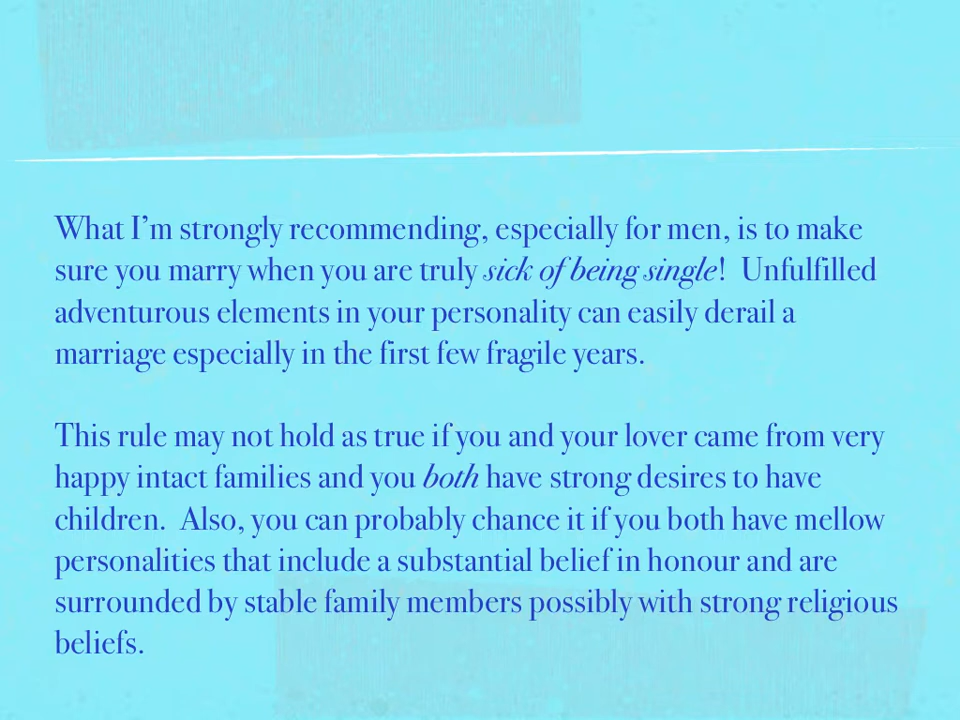 What I'm strongly recommending, especially for men, is to make
sure you marry when you are truly sick of being single!  Unfulfilled
adventurous elements in your personality can easily derail a
marriage especially in the first few fragile years.
This rule may not hold as true if you and your lover came from very
happy intact families and you both have strong desires to have
children.  Also, you can probably chance it if you both have mellow
personalities that include a substantial belief in honour and are
surrounded by stable family members possibly with strong religious
beliefs.